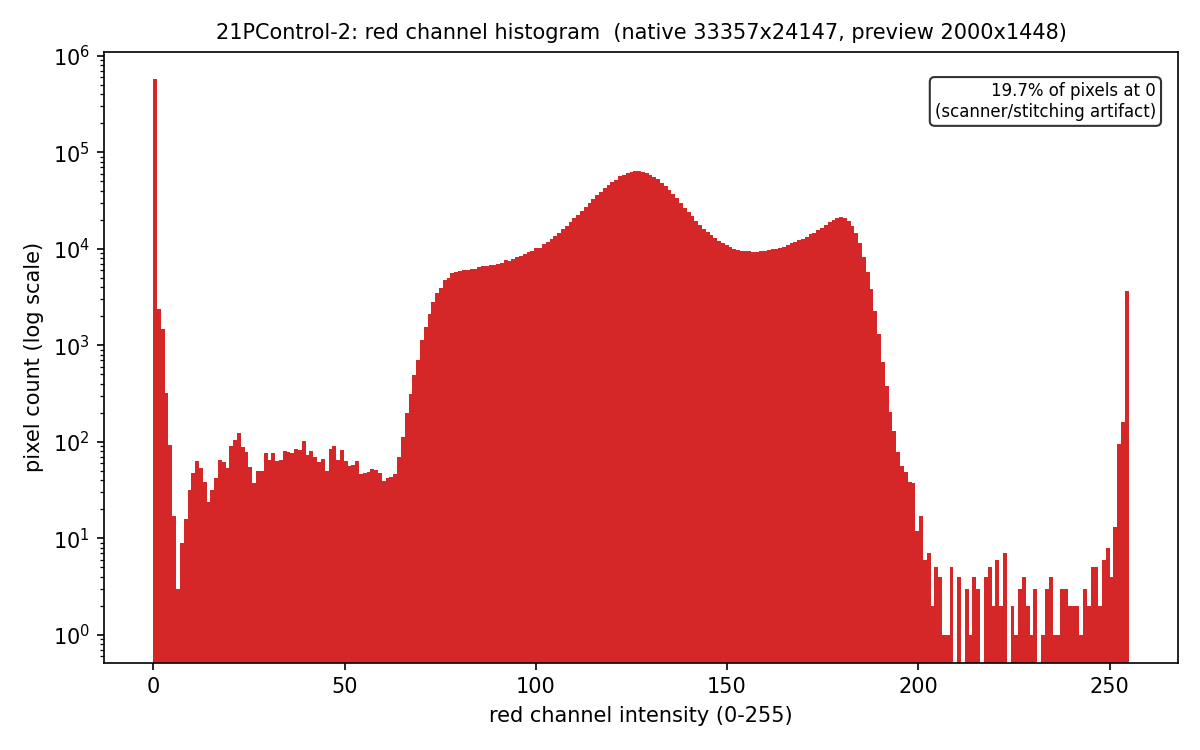 21PControl-2: red channel histogram  (native 33357x24147, preview 2000x1448)
19.7% of pixels at 0
(scanner/stitching artifact)
pixel count (log scale)
10⁶
10⁵
10⁴
10³
10²
10¹
10⁰
0 50 100 150 200 250
red channel intensity (0-255)